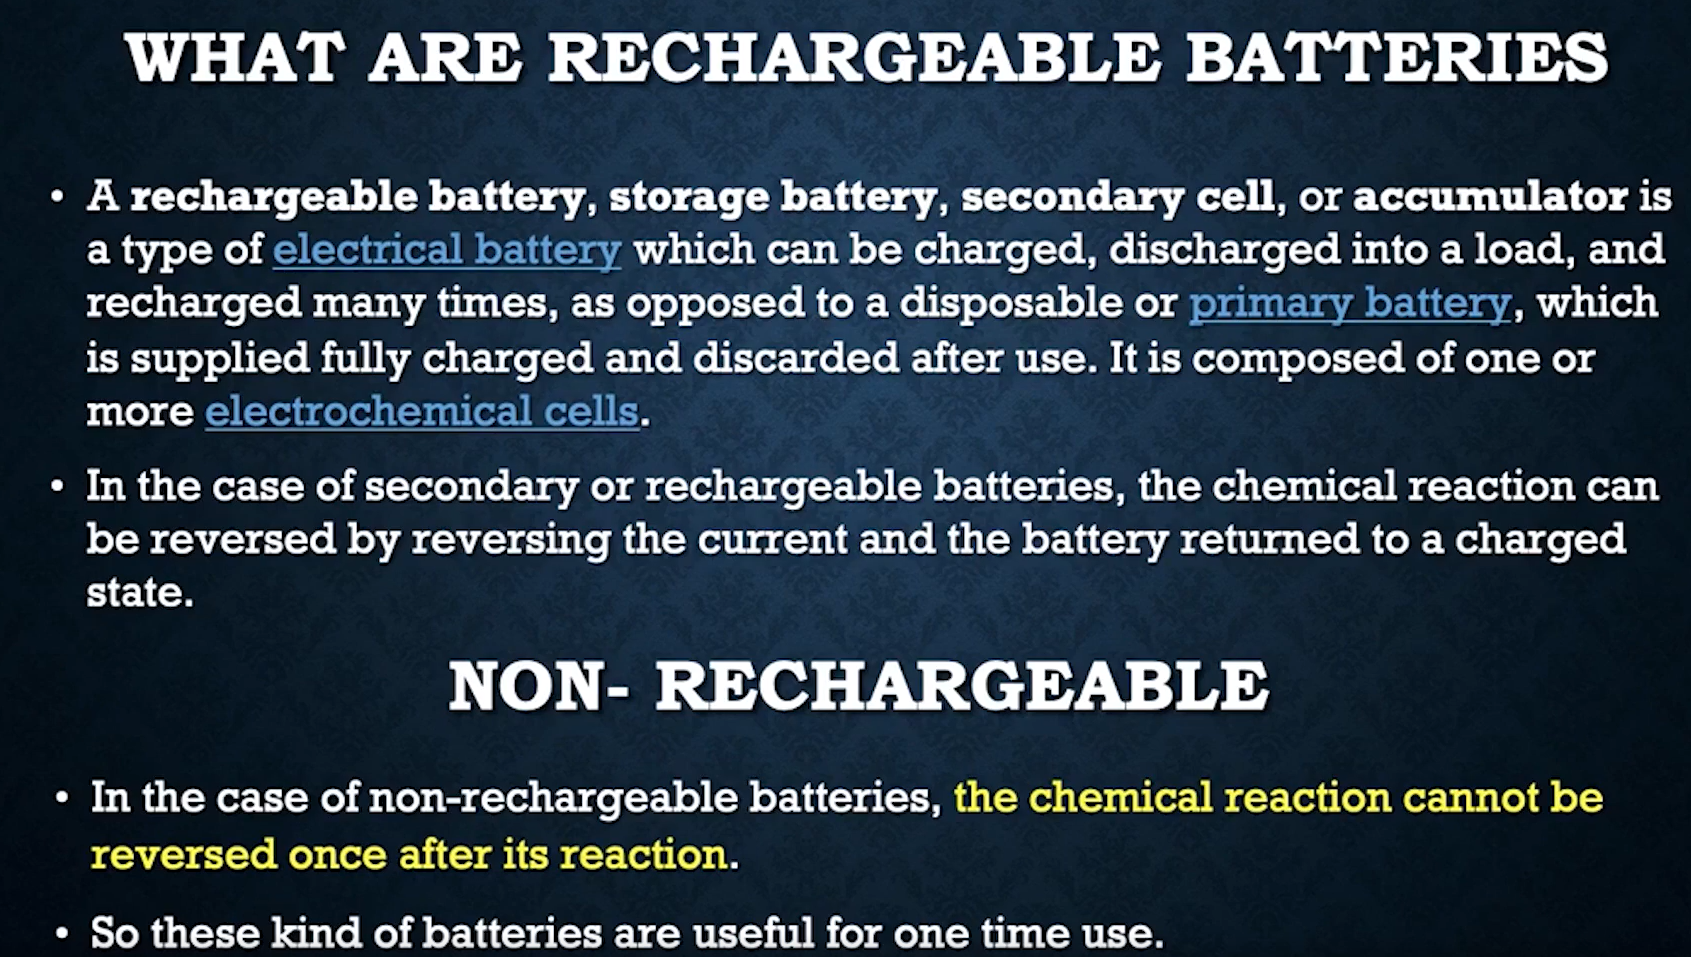 WHAT ARE RECHARGEABLE BATTERIES
• A rechargeable battery, storage battery, secondary cell, or accumulator is
a type of electrical battery which can be charged, discharged into a load, and
recharged many times, as opposed to a disposable or primary battery, which
is supplied fully charged and discarded after use. It is composed of one or
more electrochemical cells.
• In the case of secondary or rechargeable batteries, the chemical reaction can
be reversed by reversing the current and the battery returned to a charged
state.
NON- RECHARGEABLE
• In the case of non-rechargeable batteries, the chemical reaction cannot be
reversed once after its reaction.
• So these kind of batteries are useful for one time use.